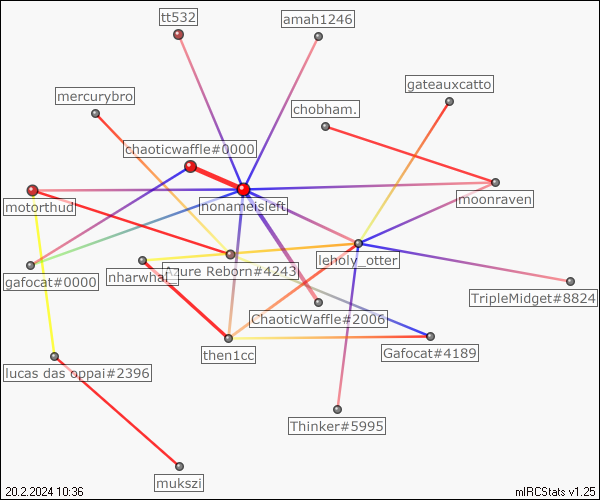 tt532
amah1246
gateauxcatto
mercurybro
chobham.
chaoticwaffle#0000
motorthud
nonameisleft
moonraven
leholy_otter
gafocat#0000
nharwhal_
Azure Reborn#4243
TripleMidget#8824
ChaoticWaffle#2006
then1cc
Gafocat#4189
lucas das oppai#2396
Thinker#5995
mukszi
20.2.2024 10:36
mIRCStats v1.25